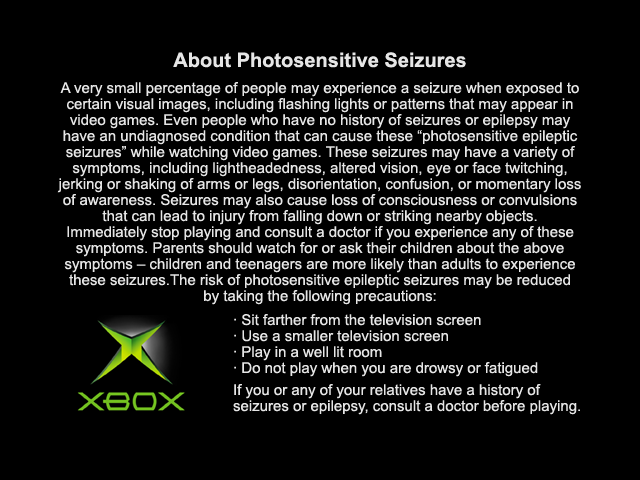 About Photosensitive Seizures
A very small percentage of people may experience a seizure when exposed to
certain visual images, including flashing lights or patterns that may appear in
video games. Even people who have no history of seizures or epilepsy may
have an undiagnosed condition that can cause these “photosensitive epileptic
seizures” while watching video games. These seizures may have a variety of
symptoms, including lightheadedness, altered vision, eye or face twitching,
jerking or shaking of arms or legs, disorientation, confusion, or momentary loss
of awareness. Seizures may also cause loss of consciousness or convulsions
that can lead to injury from falling down or striking nearby objects.
Immediately stop playing and consult a doctor if you experience any of these
symptoms. Parents should watch for or ask their children about the above
symptoms – children and teenagers are more likely than adults to experience
these seizures.The risk of photosensitive epileptic seizures may be reduced
by taking the following precautions:
· Sit farther from the television screen
· Use a smaller television screen
· Play in a well lit room
· Do not play when you are drowsy or fatigued
If you or any of your relatives have a history of
seizures or epilepsy, consult a doctor before playing.
XBOX